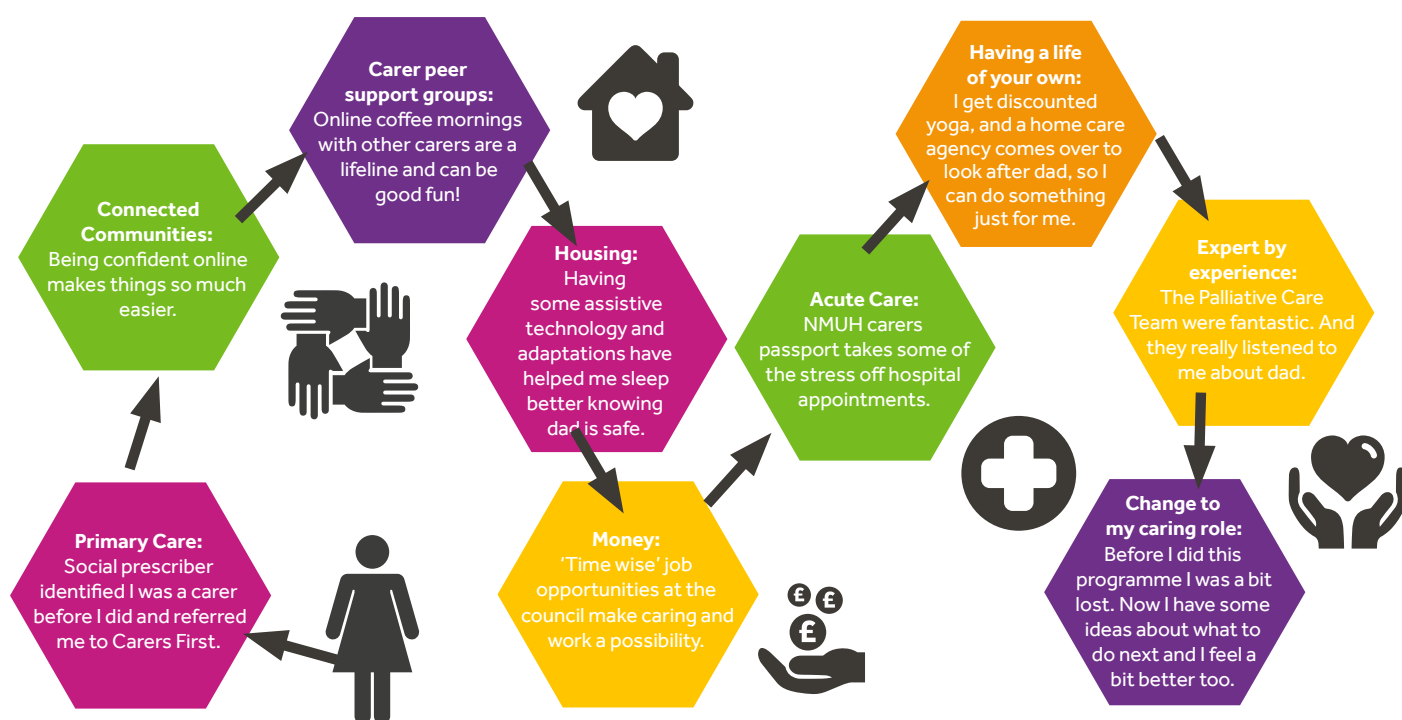 Primary Care:
Social prescriber
identified I was a carer
before I did and referred
me to Carers First.
Connected
Communities:
Being confident online
makes things so much
easier.
Carer peer
support groups:
Online coffee mornings
with other carers are a
lifeline and can be
good fun!
Housing:
Having
some assistive
technology and
adaptations have
helped me sleep
better knowing
dad is safe.
Money:
‘Time wise’ job
opportunities at the
council make caring and
work a possibility.
£ £
£
Acute Care:
NMUH carers
passport takes some of
the stress off hospital
appointments.
Having a life
of your own:
I get discounted
yoga, and a home care
agency comes over to
look after dad, so I
can do something
just for me.
Expert by
experience:
The Palliative Care
Team were fantastic. And
they really listened to
me about dad.
Change to
my caring role:
Before I did this
programme I was a bit
lost. Now I have some
ideas about what to
do next and I feel a
bit better too.